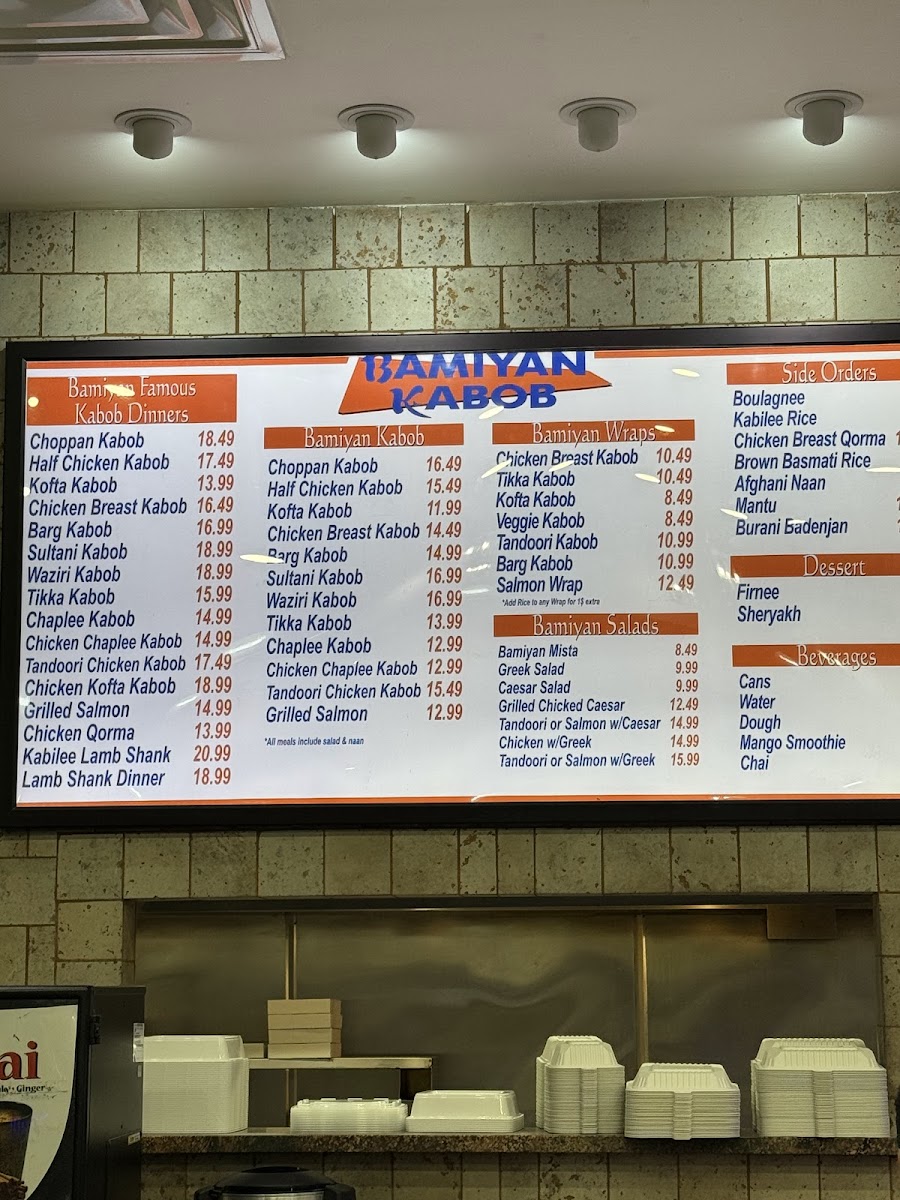 BAMIYAN
KABOB
Bamiyan Famous
Kabob Dinners
Choppan Kabob 18.49
Half Chicken Kabob 17.49
Kofta Kabob 13.99
Chicken Breast Kabob 16.49
Barg Kabob 16.99
Sultani Kabob 18.99
Waziri Kabob 18.99
Tikka Kabob 15.99
Chaplee Kabob 14.99
Chicken Chaplee Kabob 14.99
Tandoori Chicken Kabob 17.49
Chicken Kofta Kabob 18.99
Grilled Salmon 14.99
Chicken Qorma 13.99
Kabilee Lamb Shank 20.99
Lamb Shank Dinner 18.99
Bamiyan Kabob
Choppan Kabob 16.49
Half Chicken Kabob 15.49
Kofta Kabob 11.99
Chicken Breast Kabob 14.49
Barg Kabob 14.99
Sultani Kabob 16.99
Waziri Kabob 16.99
Tikka Kabob 13.99
Chaplee Kabob 12.99
Chicken Chaplee Kabob 12.99
Tandoori Chicken Kabob 15.49
Grilled Salmon 12.99
*All meals include salad & naan
Bamiyan Wraps
Chicken Breast Kabob 10.49
Tikka Kabob 10.49
Kofta Kabob 8.49
Veggie Kabob 8.49
Tandoori Kabob 10.99
Barg Kabob 10.99
Salmon Wrap 12.49
*Add Rice to any Wrap for 1$ extra
Bamiyan Salads
Bamiyan Mista 8.49
Greek Salad 9.99
Caesar Salad 9.99
Grilled Chicked Caesar 12.49
Tandoori or Salmon w/Caesar 14.99
Chicken w/Greek 14.99
Tandoori or Salmon w/Greek 15.99
Side Orders
Boulagnee
Kabilee Rice
Chicken Breast Qorma
Brown Basmati Rice
Afghani Naan
Mantu
Burani Badenjan
Dessert
Firnee
Sheryakh
Beverages
Cans
Water
Dough
Mango Smoothie
Chai
ai
Ginger